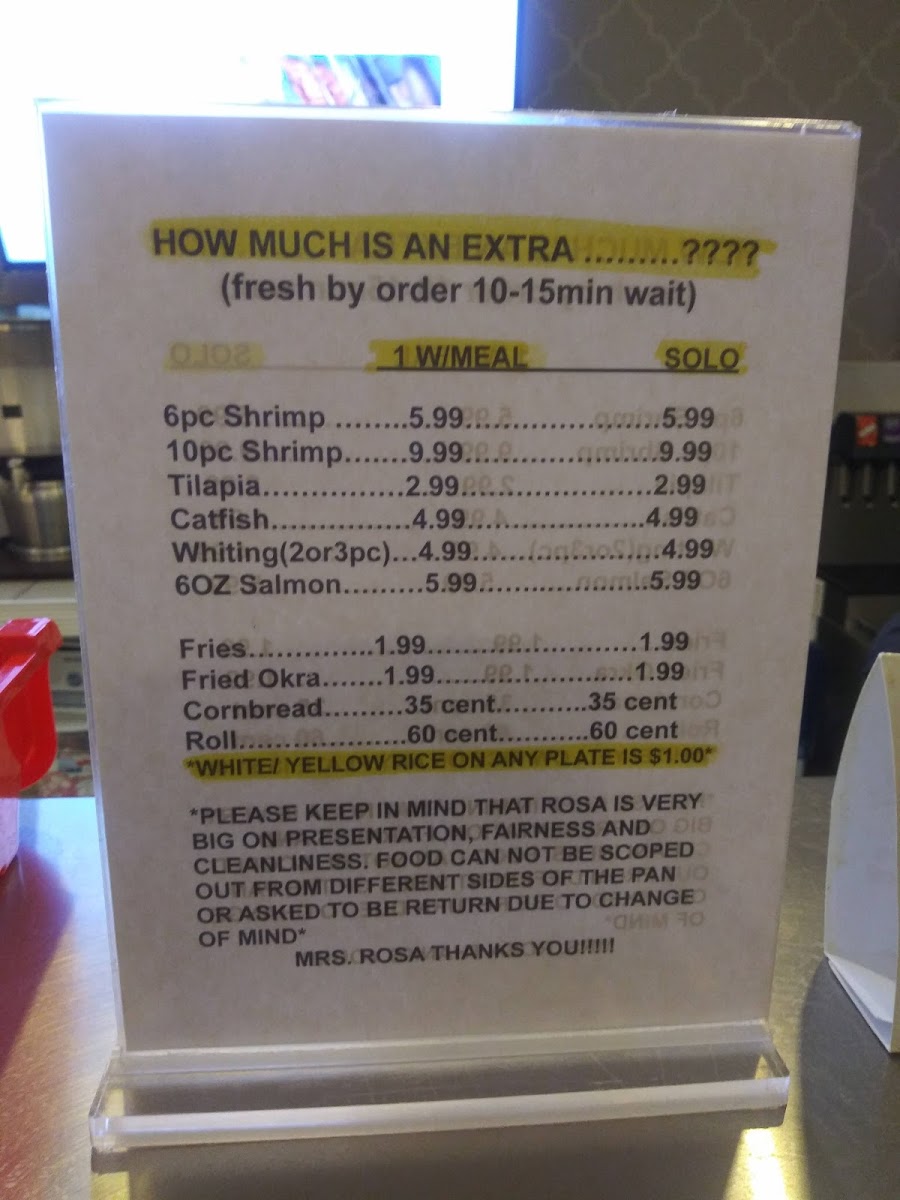 HOW MUCH IS AN EXTRA .........????
(fresh by order 10-15min wait)
1 W/MEAL SOLO
6pc Shrimp.........5.99............................5.99
10pc Shrimp.......9.99............................9.99
Tilapia................2.99............................2.99
Catfish................4.99............................4.99
Whiting(2or3pc)...4.99............................4.99
6OZ Salmon.........5.99.........................5.99
Fries..............1.99..............................1.99
Fried Okra.......1.99..............................1.99
Cornbread.........35 cent...........35 cent
Roll...................60 cent...........60 cent
*WHITE/ YELLOW RICE ON ANY PLATE IS $1.00*
*PLEASE KEEP IN MIND THAT ROSA IS VERY
BIG ON PRESENTATION, FAIRNESS AND
CLEANLINESS. FOOD CAN NOT BE SCOPED
OUT FROM DIFFERENT SIDES OF THE PAN
OR ASKED TO BE RETURN DUE TO CHANGE
OF MIND*
MRS. ROSA THANKS YOU!!!!!